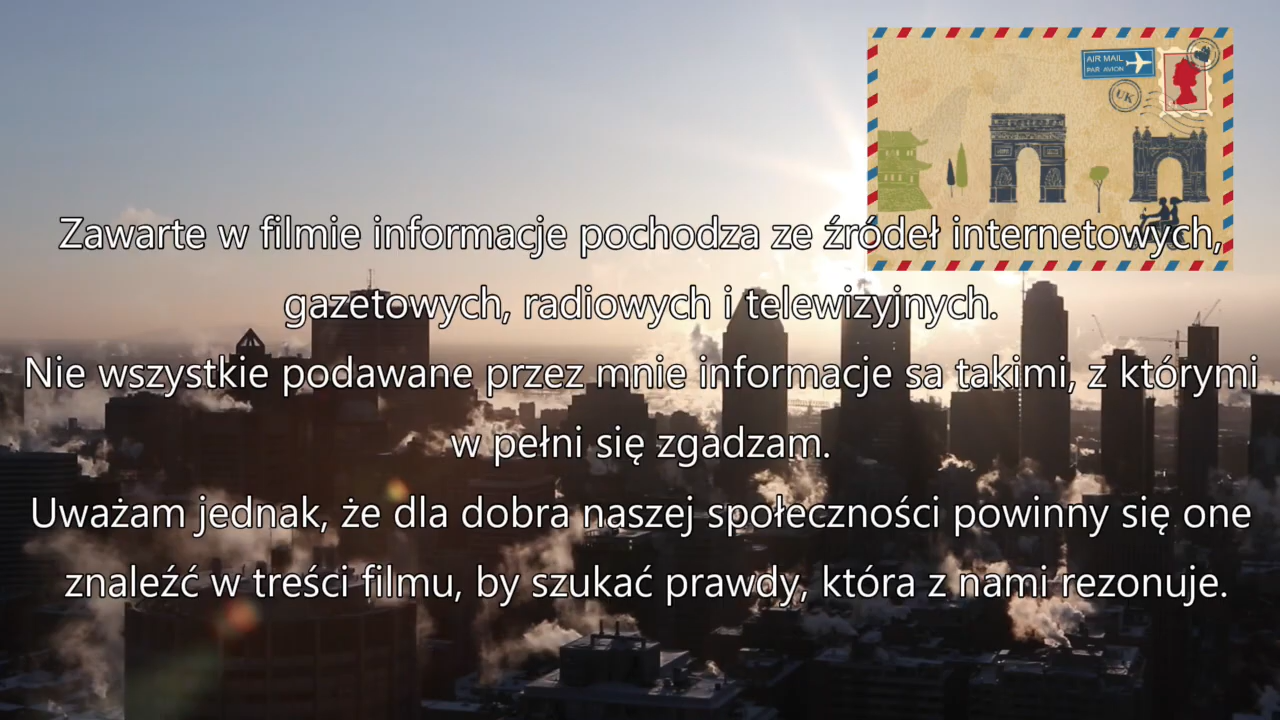 AIR MAIL
PAR AVION
UK
Zawarte w filmie informacje pochodza ze źródeł internetowych,
gazetowych, radiowych i telewizyjnych.
Nie wszystkie podawane przez mnie informacje sa takimi, z którymi
w pełni się zgadzam.
Uważam jednak, że dla dobra naszej społeczności powinny się one
znaleźć w treści filmu, by szukać prawdy, która z nami rezonuje.